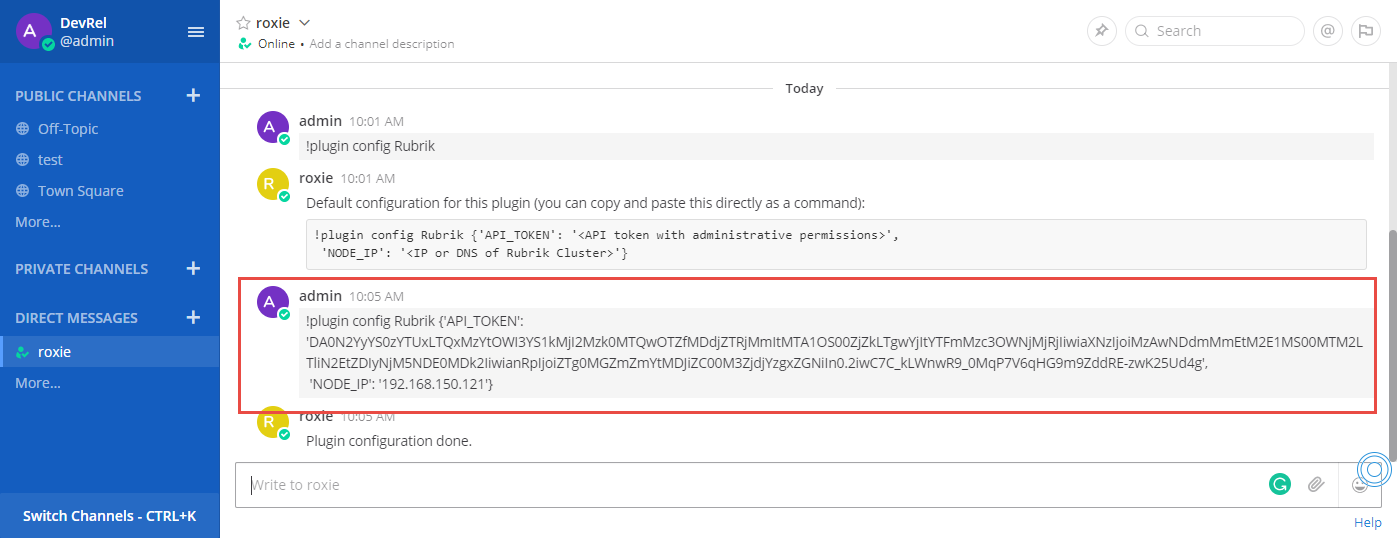 DevRel
@admin
PUBLIC CHANNELS +
Off-Topic
test
Town Square
More...
PRIVATE CHANNELS +
DIRECT MESSAGES +
roxie
More...
Switch Channels - CTRL+K
roxie
Online • Add a channel description
Search
@
Today
A
admin 10:01 AM
!plugin config Rubrik
R
roxie 10:01 AM
Default configuration for this plugin (you can copy and paste this directly as a command):
!plugin config Rubrik {'API_TOKEN': '<API token with administrative permissions>',
'NODE_IP': '<IP or DNS of Rubrik Cluster>'}
A
admin 10:05 AM
!plugin config Rubrik {'API_TOKEN':
'DA0N2YyYS0zYTUxLTQxMzYtOWI3YS1kMjI2Mzk0MTQwOTZfMDdjZTRjMmItMTA1OS00ZjZkLTgwYjItYTFmMzc3OWNjMjRjIiwiaXNzIjoiMzAwNDdmMmEtM2E1MS00MTM2L
TliN2EtZDIyNjM5NDE0MDk2IiwianRpIjoiZTg0MGZmZmYtMDJiZC00M3ZjdjYzgxZGNiIn0.2iwC7C_kLWnwR9_0MqP7V6qHG9m9ZddRE-zwK25Ud4g',
'NODE_IP': '192.168.150.121'}
R
roxie 10:05 AM
Plugin configuration done.
Write to roxie
Help